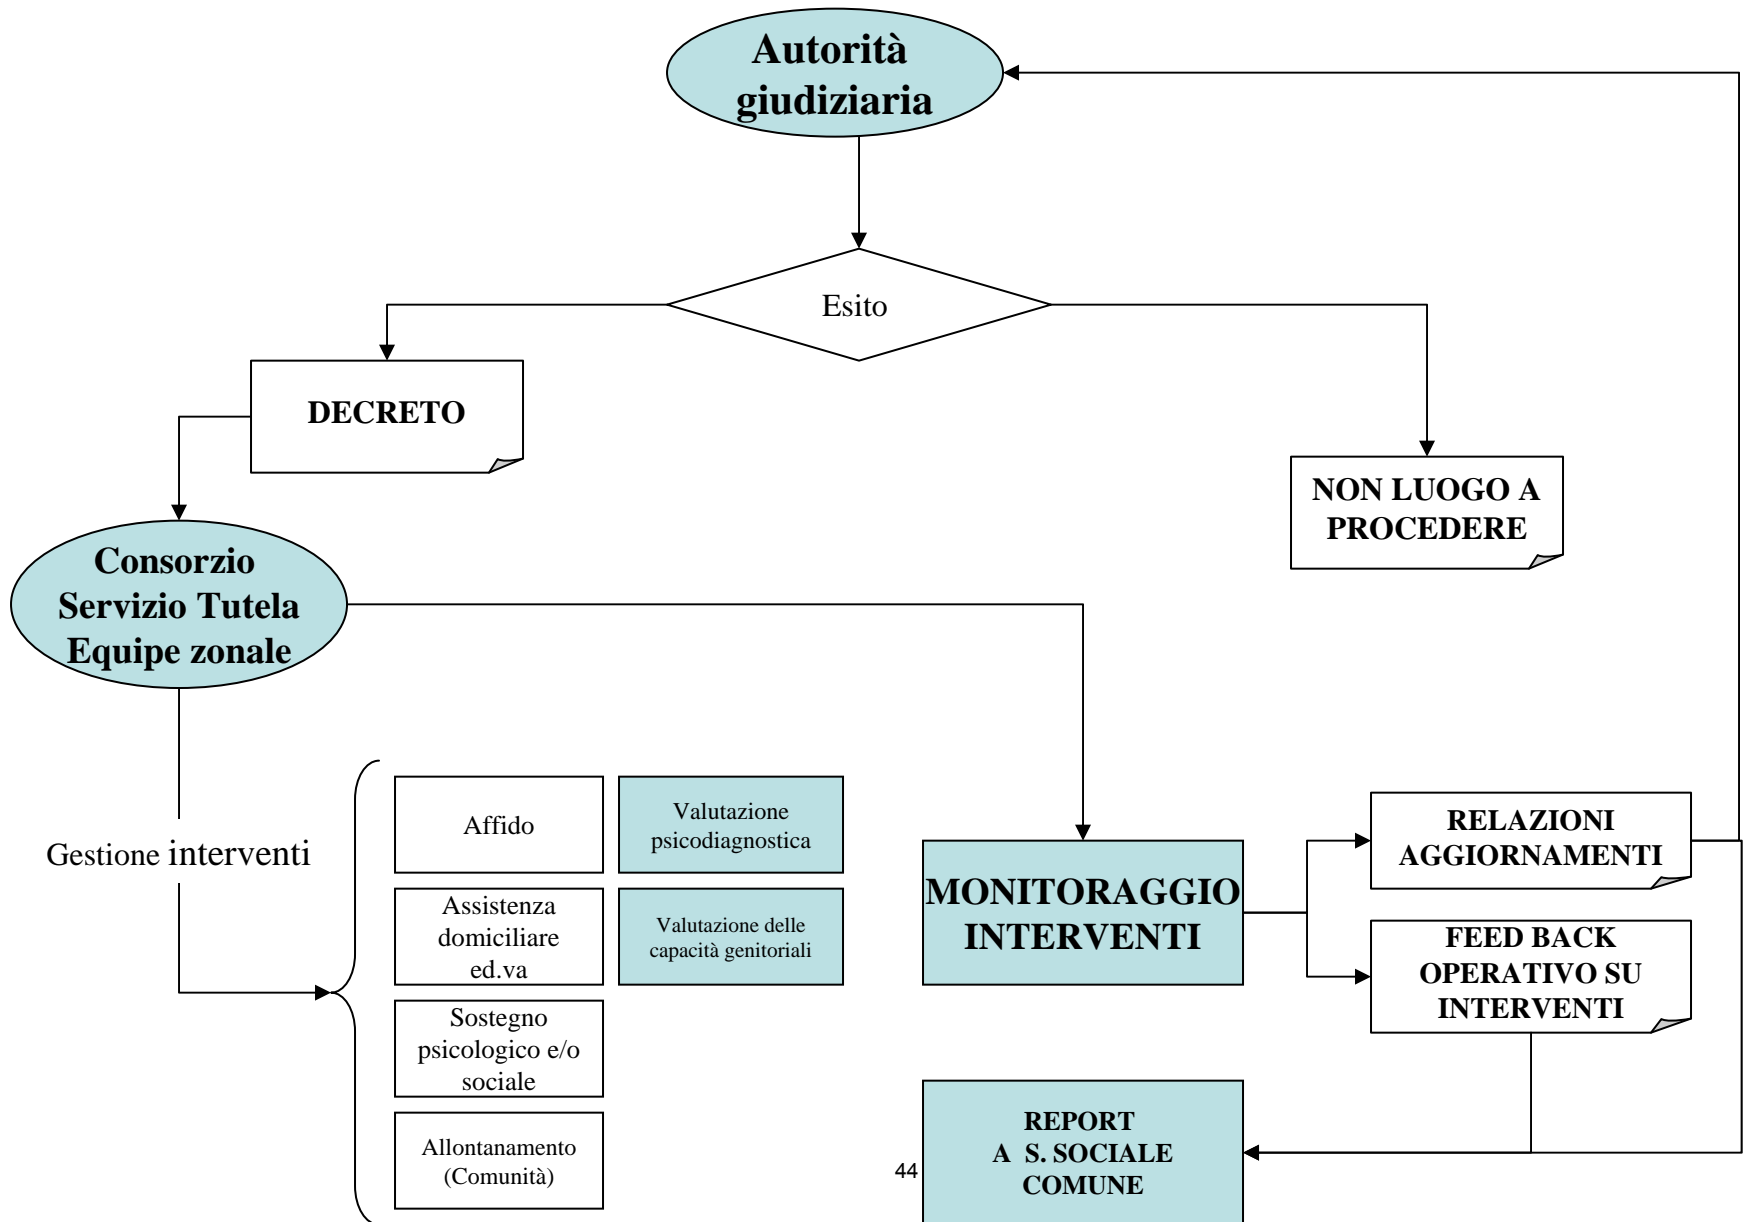 Autorità
giudiziaria
Esito
DECRETO
NON LUOGO A
PROCEDERE
Consorzio
Servizio Tutela
Equipe zonale
Gestione interventi
Affido
Valutazione
psicodiagnostica
Assistenza
domiciliare
ed.va
Valutazione delle
capacità genitoriali
Sostegno
psicologico e/o
sociale
Allontanamento
(Comunità)
MONITORAGGIO
INTERVENTI
RELAZIONI
AGGIORNAMENTI
FEED BACK
OPERATIVO SU
INTERVENTI
REPORT
A S. SOCIALE
COMUNE
44